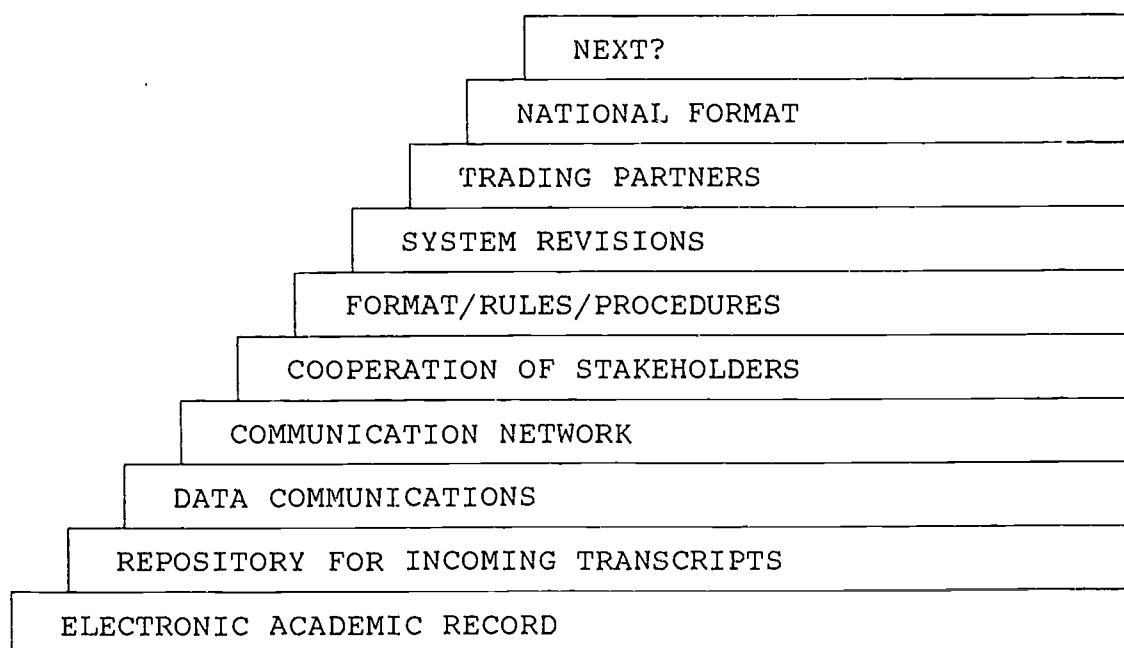 NEXT?
NATIONAL FORMAT
TRADING PARTNERS
SYSTEM REVISIONS
FORMAT/RULES/PROCEDURES
COOPERATION OF STAKEHOLDERS
COMMUNICATION NETWORK
DATA COMMUNICATIONS
REPOSITORY FOR INCOMING TRANSCRIPTS
ELECTRONIC ACADEMIC RECORD